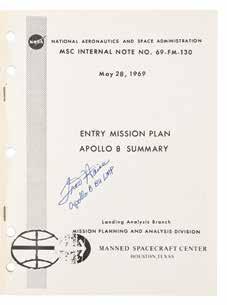 NASA
NATIONAL AERONAUTICS AND SPACE ADMINISTRATION
MSC INTERNAL NOTE NO. 69-FM-130
May 28, 1969
ENTRY MISSION PLAN
APOLLO 8 SUMMARY
Fred Haise
Apollo 8 BU LMP
Landing Analysis Branch
MISSION PLANNING AND ANALYSIS DIVISION
MANNED SPACECRAFT CENTER
HOUSTON, TEXAS